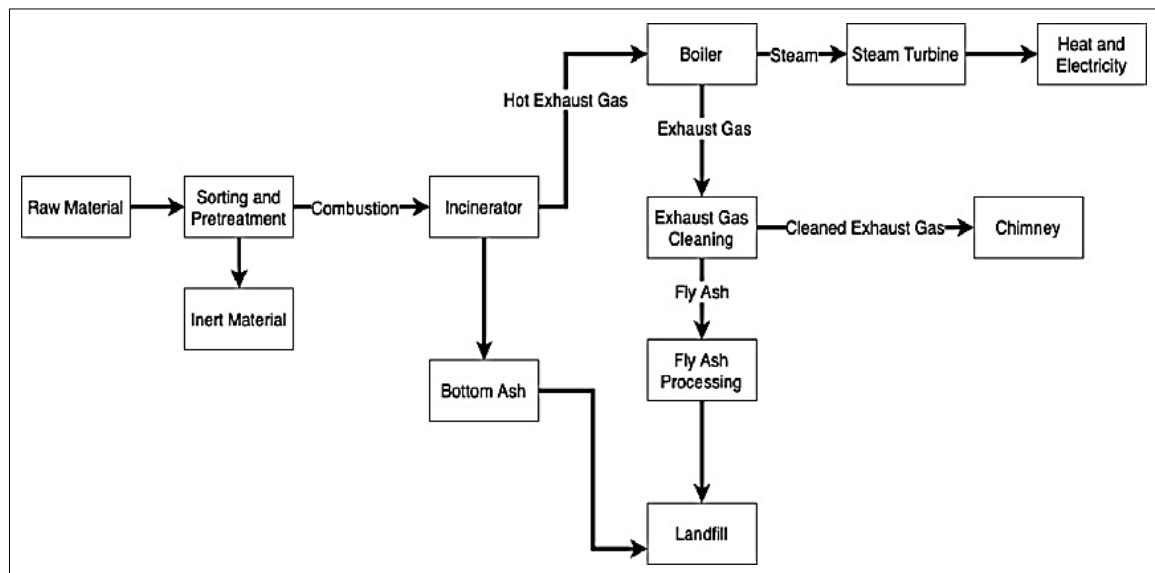 Boiler
Steam
Steam Turbine
Heat and
Electricity
Hot Exhaust Gas
Exhaust Gas
Raw Material
Sorting and
Pretreatment
Combustion
Incinerator
Exhaust Gas
Cleaning
Cleaned Exhaust Gas
Chimney
Inert Material
Fly Ash
Bottom Ash
Fly Ash
Processing
Landfill